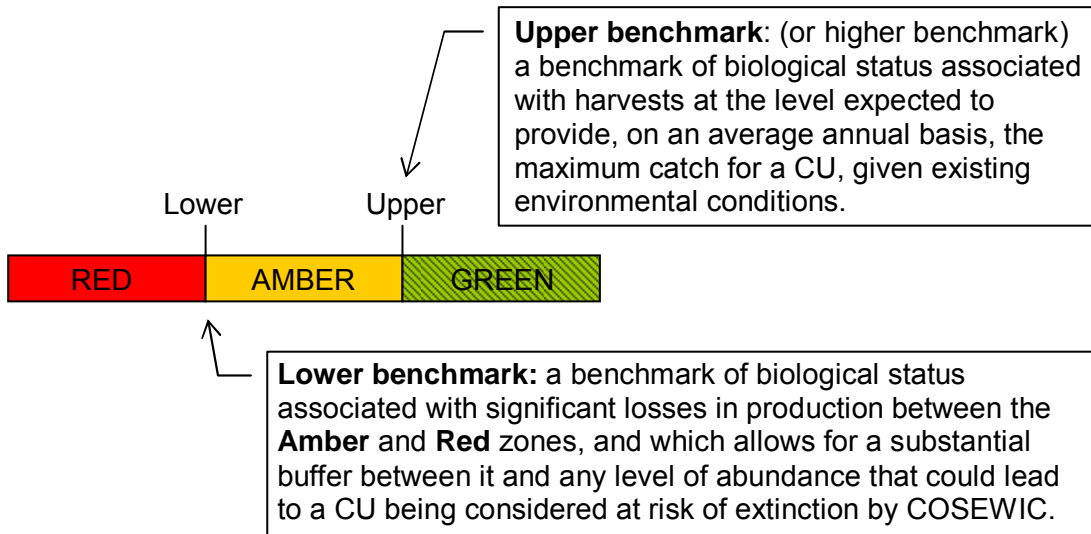 Upper benchmark: (or higher benchmark)
a benchmark of biological status associated
with harvests at the level expected to
provide, on an average annual basis, the
maximum catch for a CU, given existing
environmental conditions.
Lower Upper
RED AMBER GREEN
Lower benchmark: a benchmark of biological status
associated with significant losses in production between the
Amber and Red zones, and which allows for a substantial
buffer between it and any level of abundance that could lead
to a CU being considered at risk of extinction by COSEWIC.